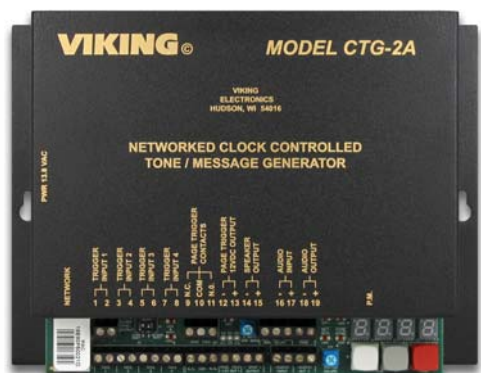 VIKING ©
MODEL CTG-2A
VIKING
ELECTRONICS
HUDSON, WI 54016
NETWORKED CLOCK CONTROLLED
TONE / MESSAGE GENERATOR
PWR 13.8 VAC
NETWORK
TRIGGER
INPUT 1
TRIGGER
INPUT 2
TRIGGER
INPUT 3
TRIGGER
INPUT 4
PAGE TRIGGER
CONTACTS
N.C.
COM
N.O.
PAGE TRIGGER
12VDC OUTPUT
SPEAKER
OUTPUT
AUDIO
INPUT
AUDIO
OUTPUT
P.M.
- + - + - + - +
1 2 3 4 5 6 7 8 9 10 11 12 13 14 15 16 17 18 19